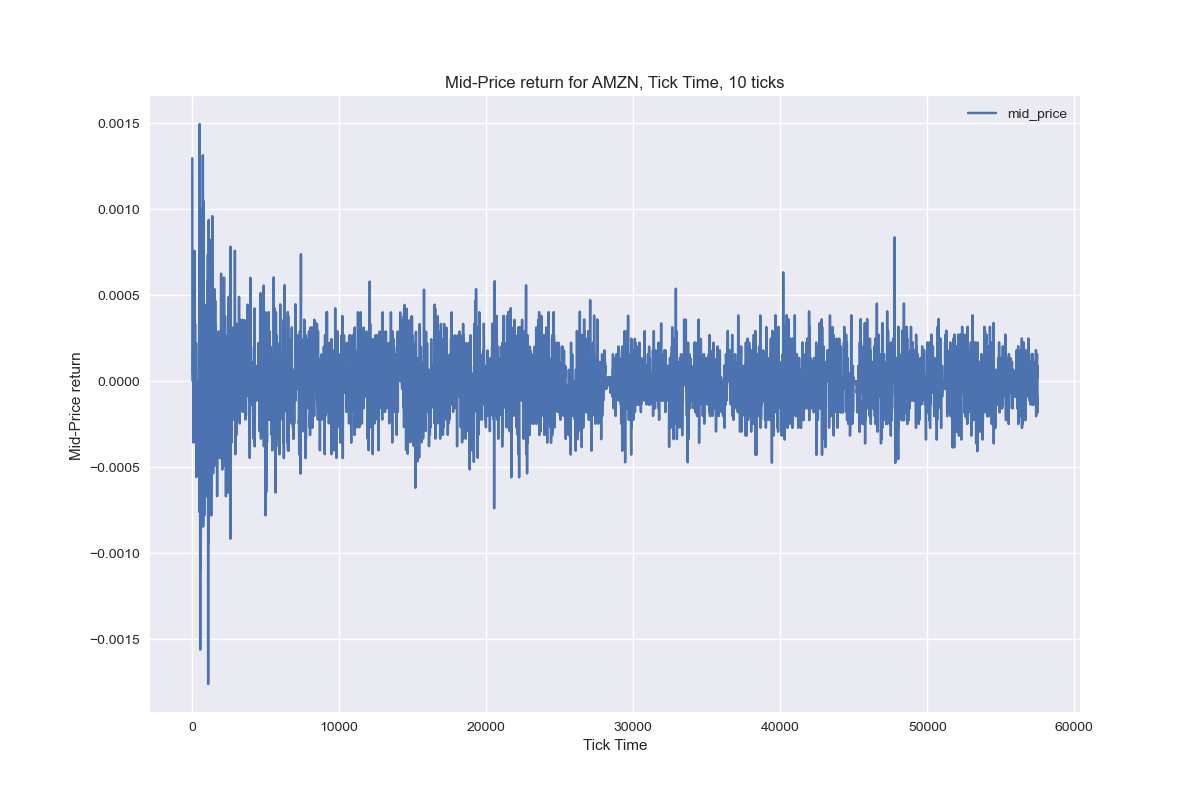 Mid-Price return for AMZN, Tick Time, 10 ticks
mid_price
0.0015
0.0010
0.0005
0.0000
−0.0005
−0.0010
−0.0015
Mid-Price return
0 10000 20000 30000 40000 50000 60000
Tick Time